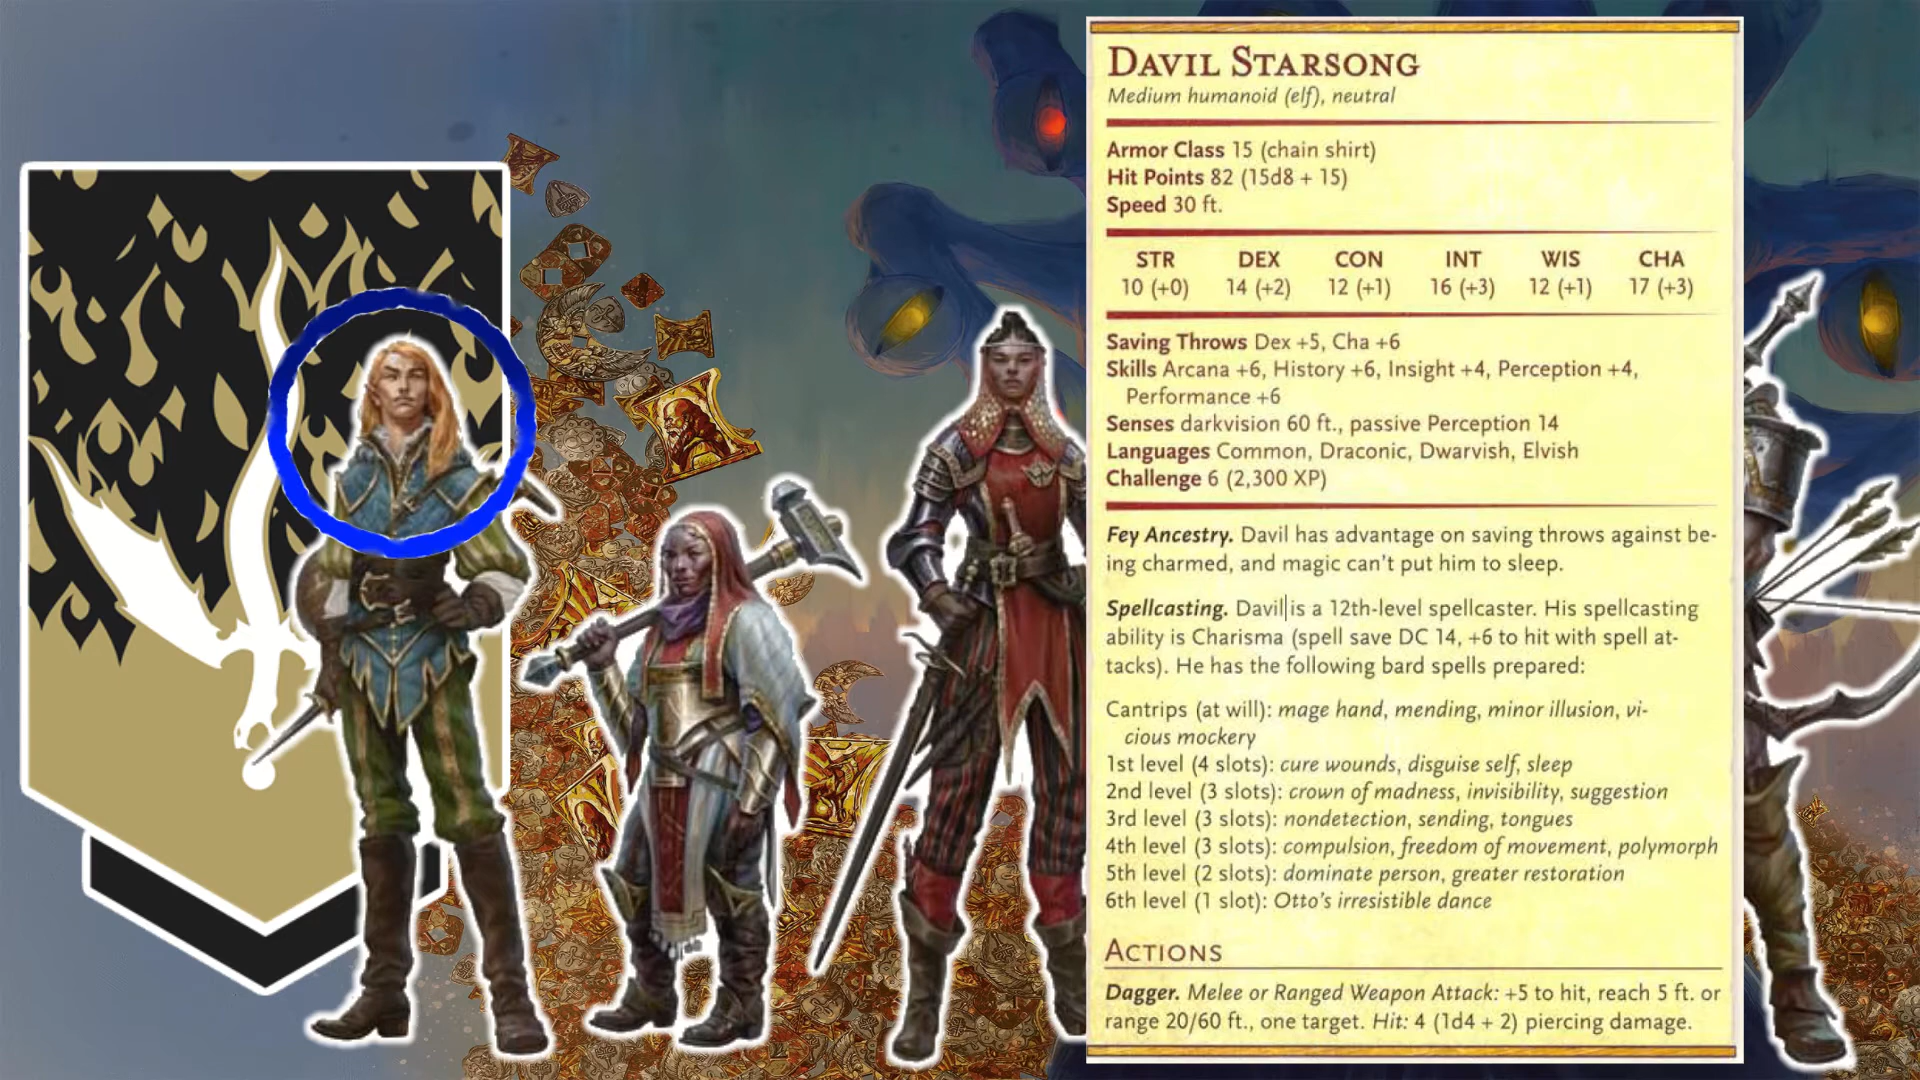 DAVIL STARSONG
Medium humanoid (elf), neutral
Armor Class 15 (chain shirt)
Hit Points 82 (15d8 + 15)
Speed 30 ft.
STR DEX CON INT WIS CHA
10 (+0) 14 (+2) 12 (+1) 16 (+3) 12 (+1) 17 (+3)
Saving Throws Dex +5, Cha +6
Skills Arcana +6, History +6, Insight +4, Perception +4,
Performance +6
Senses darkvision 60 ft., passive Perception 14
Languages Common, Draconic, Dwarvish, Elvish
Challenge 6 (2,300 XP)
Fey Ancestry. Davil has advantage on saving throws against be-
ing charmed, and magic can't put him to sleep.
Spellcasting. Davil is a 12th-level spellcaster. His spellcasting
ability is Charisma (spell save DC 14, +6 to hit with spell at-
tacks). He has the following bard spells prepared:
Cantrips (at will): mage hand, mending, minor illusion, vi-
cious mockery
1st level (4 slots): cure wounds, disguise self, sleep
2nd level (3 slots): crown of madness, invisibility, suggestion
3rd level (3 slots): nondetection, sending, tongues
4th level (3 slots): compulsion, freedom of movement, polymorph
5th level (2 slots): dominate person, greater restoration
6th level (1 slot): Otto's irresistible dance
ACTIONS
Dagger. Melee or Ranged Weapon Attack: +5 to hit, reach 5 ft. or
range 20/60 ft., one target. Hit: 4 (1d4 + 2) piercing damage.